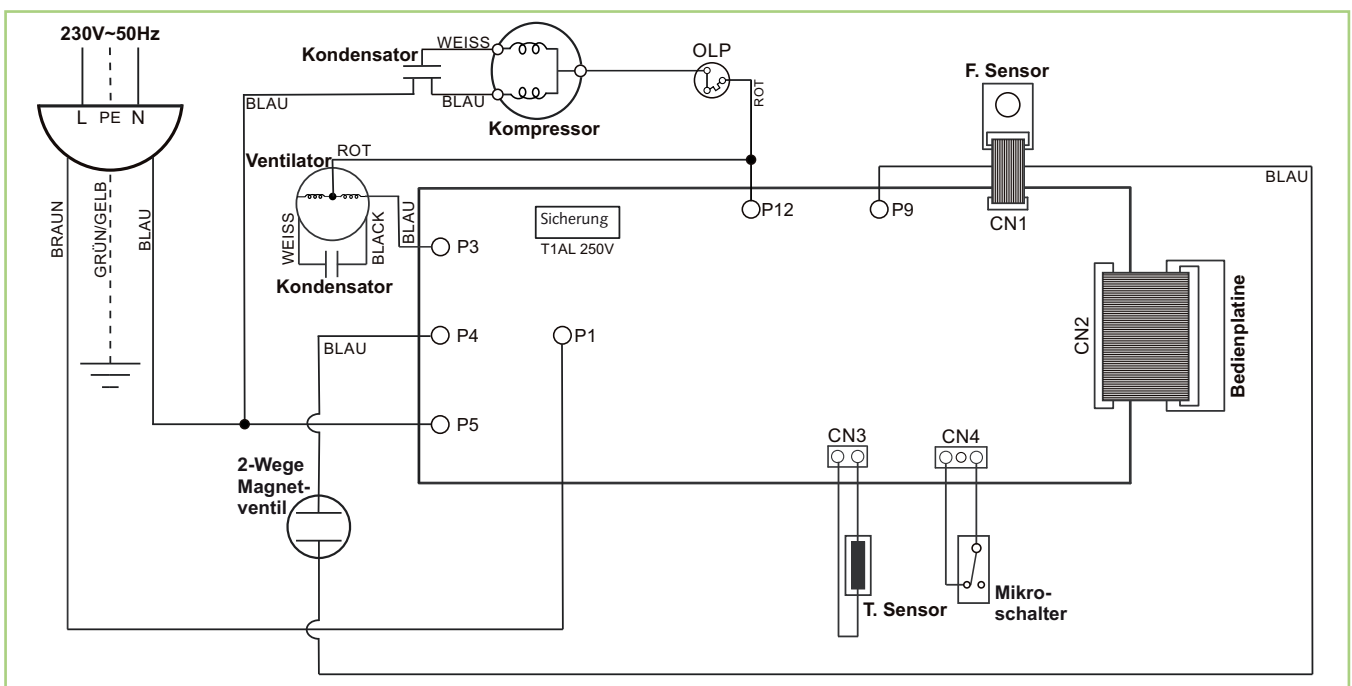 230V~50Hz
L PE N
BRAUN
GRÜN/GELB
BLAU
Kondensator
WEISS
BLAU
BLAU
Kompressor
OLP
ROT
F. Sensor
Ventilator
ROT
WEISS
BLACK
BLAU
Kondensator
Sicherung
T1AL 250V
P12
P9
CN1
BLAU
P3
P4
BLAU
P1
P5
CN2
Bedienplatine
2-Wege
Magnet-
ventil
CN3
CN4
T. Sensor
Mikro-
schalter